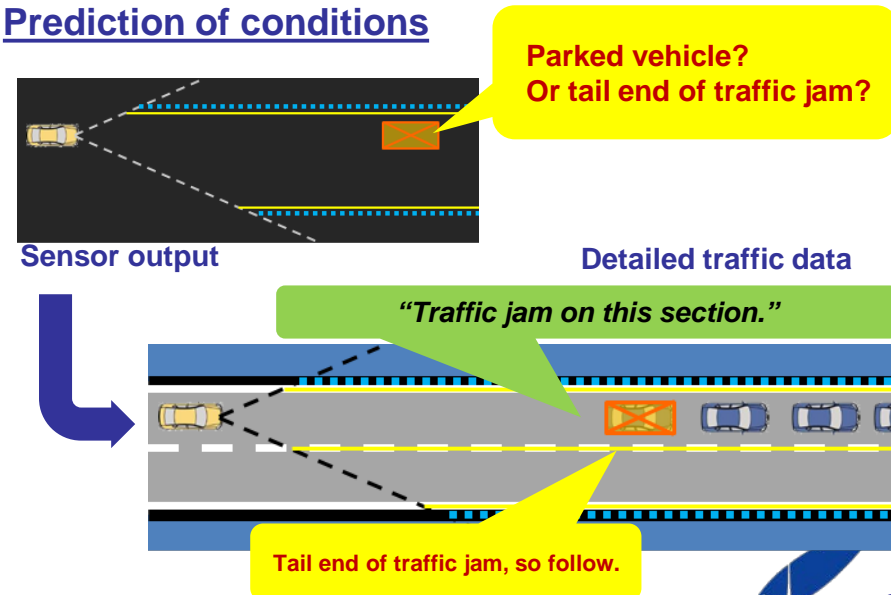 Prediction of conditions
Parked vehicle?
Or tail end of traffic jam?
Sensor output
Detailed traffic data
“Traffic jam on this section.”
Tail end of traffic jam, so follow.